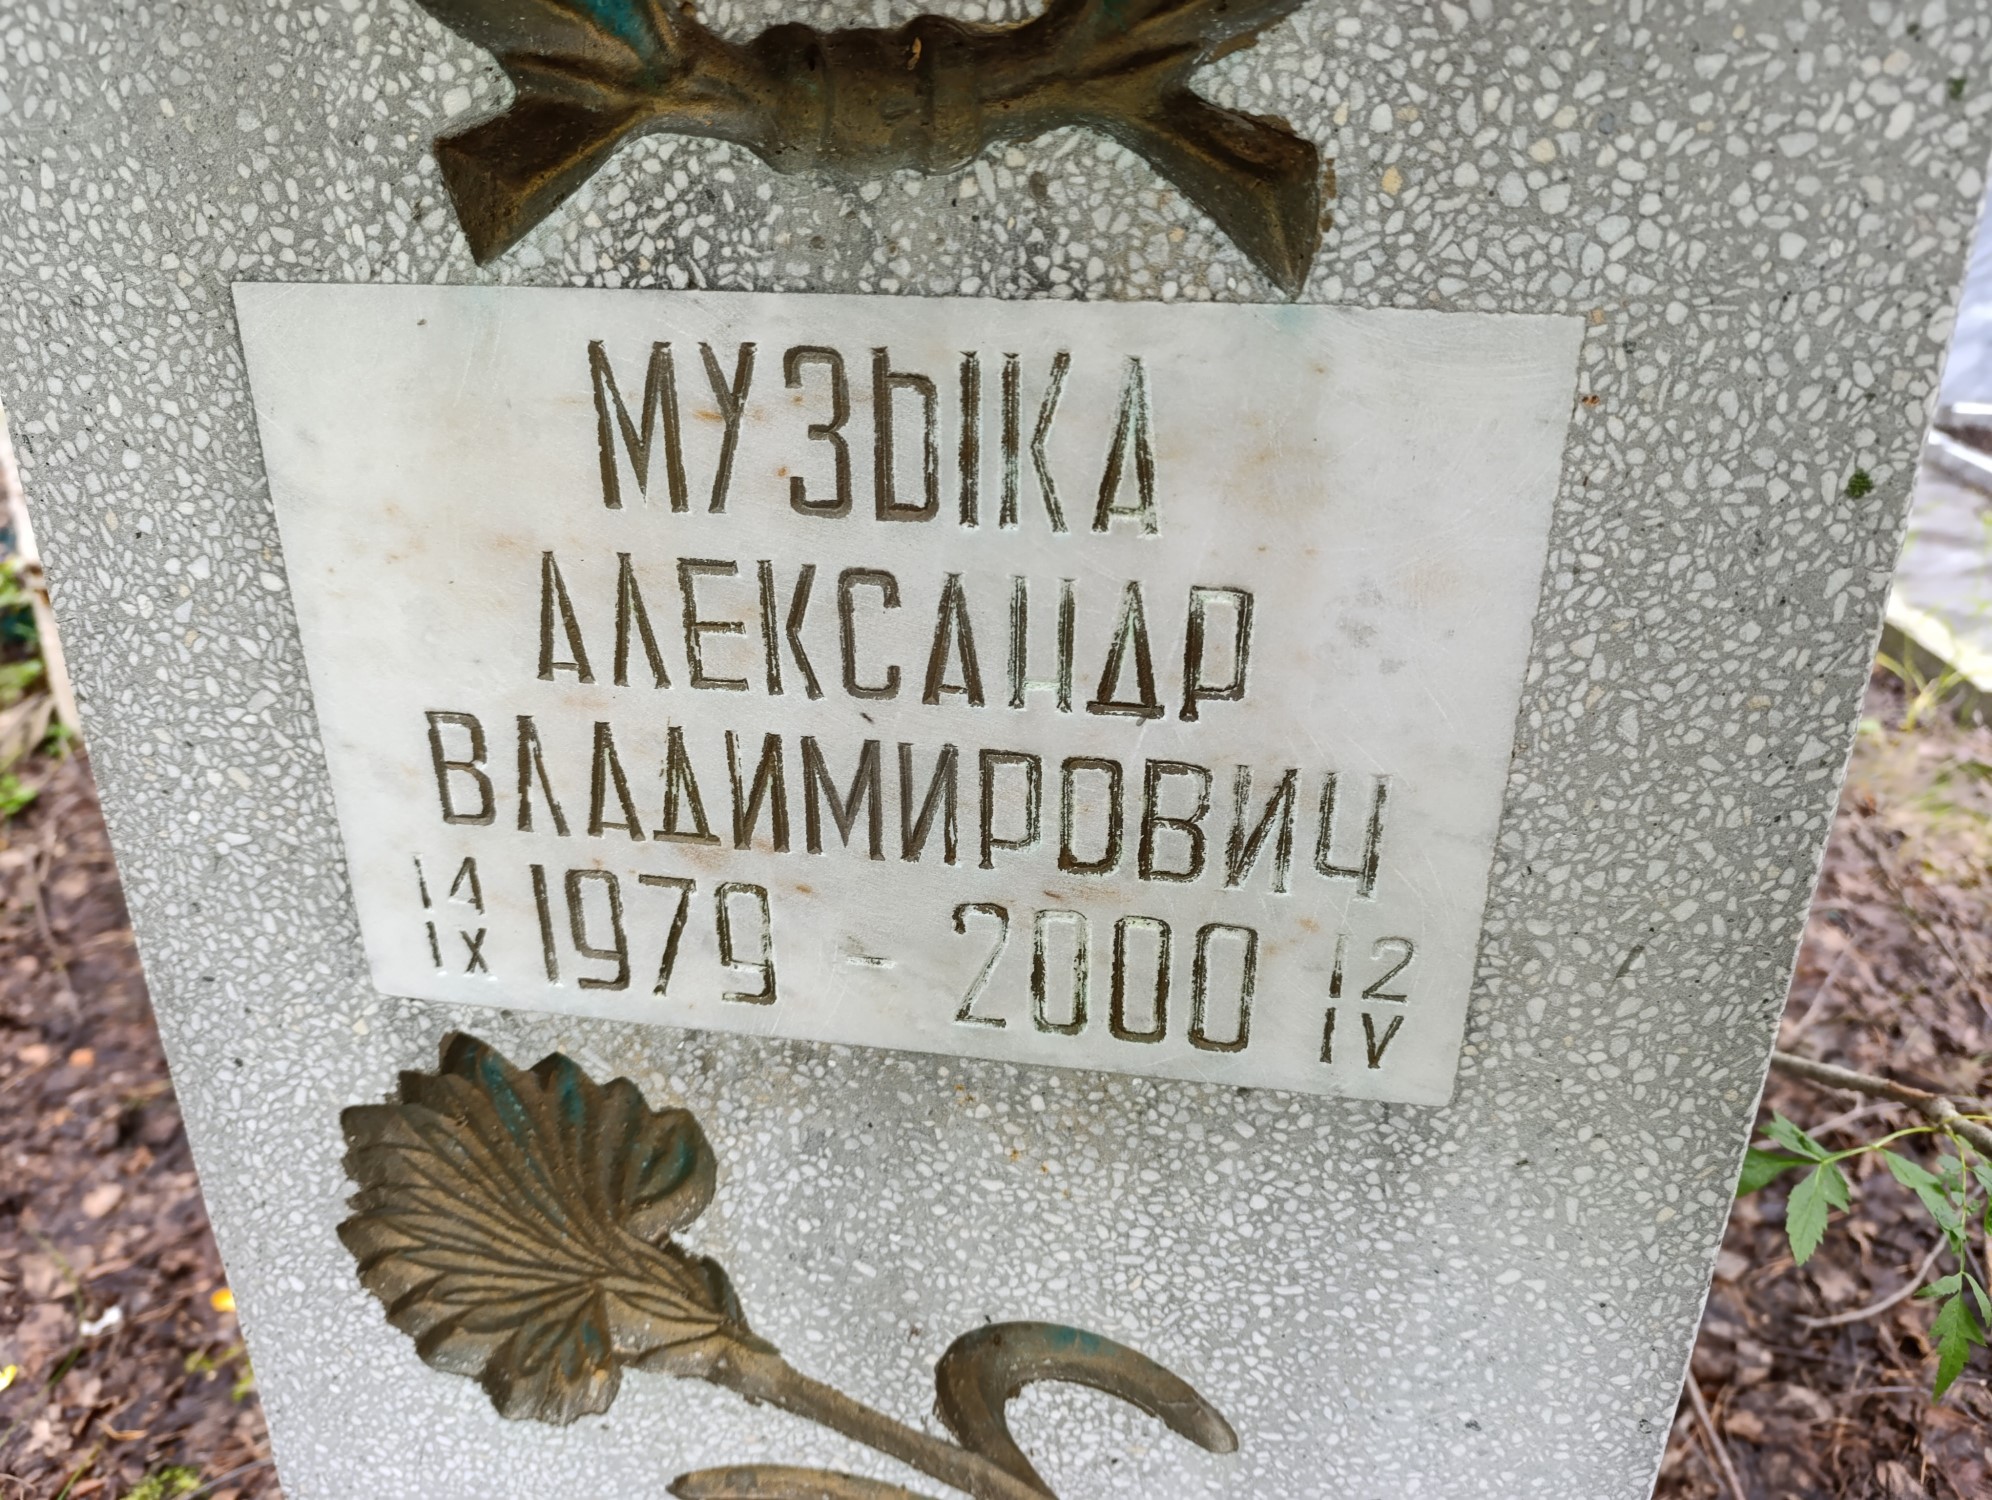 МУЗЫКА
АЛЕКСАНДР
ВЛАДИМИРОВИЧ
14 IX 1979 - 2000 12 IV